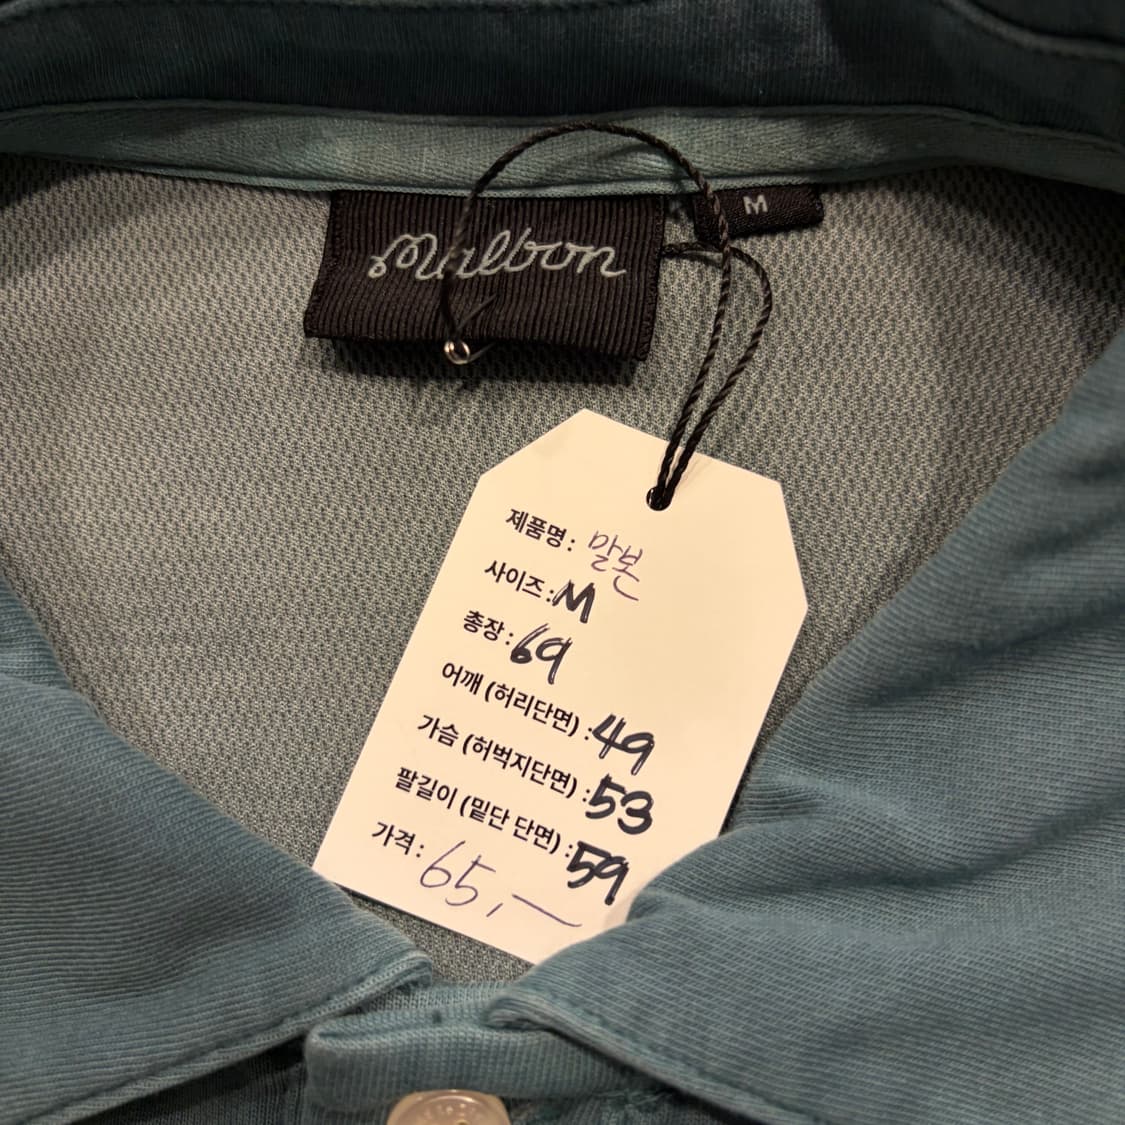 Malbon
M
제품명 : 말본
사이즈 : M
총장 : 69
어깨 (허리단면) : 49
가슴 (허벅지단면) : 53
팔길이 (밑단 단면) : 59
가격 : 65,—